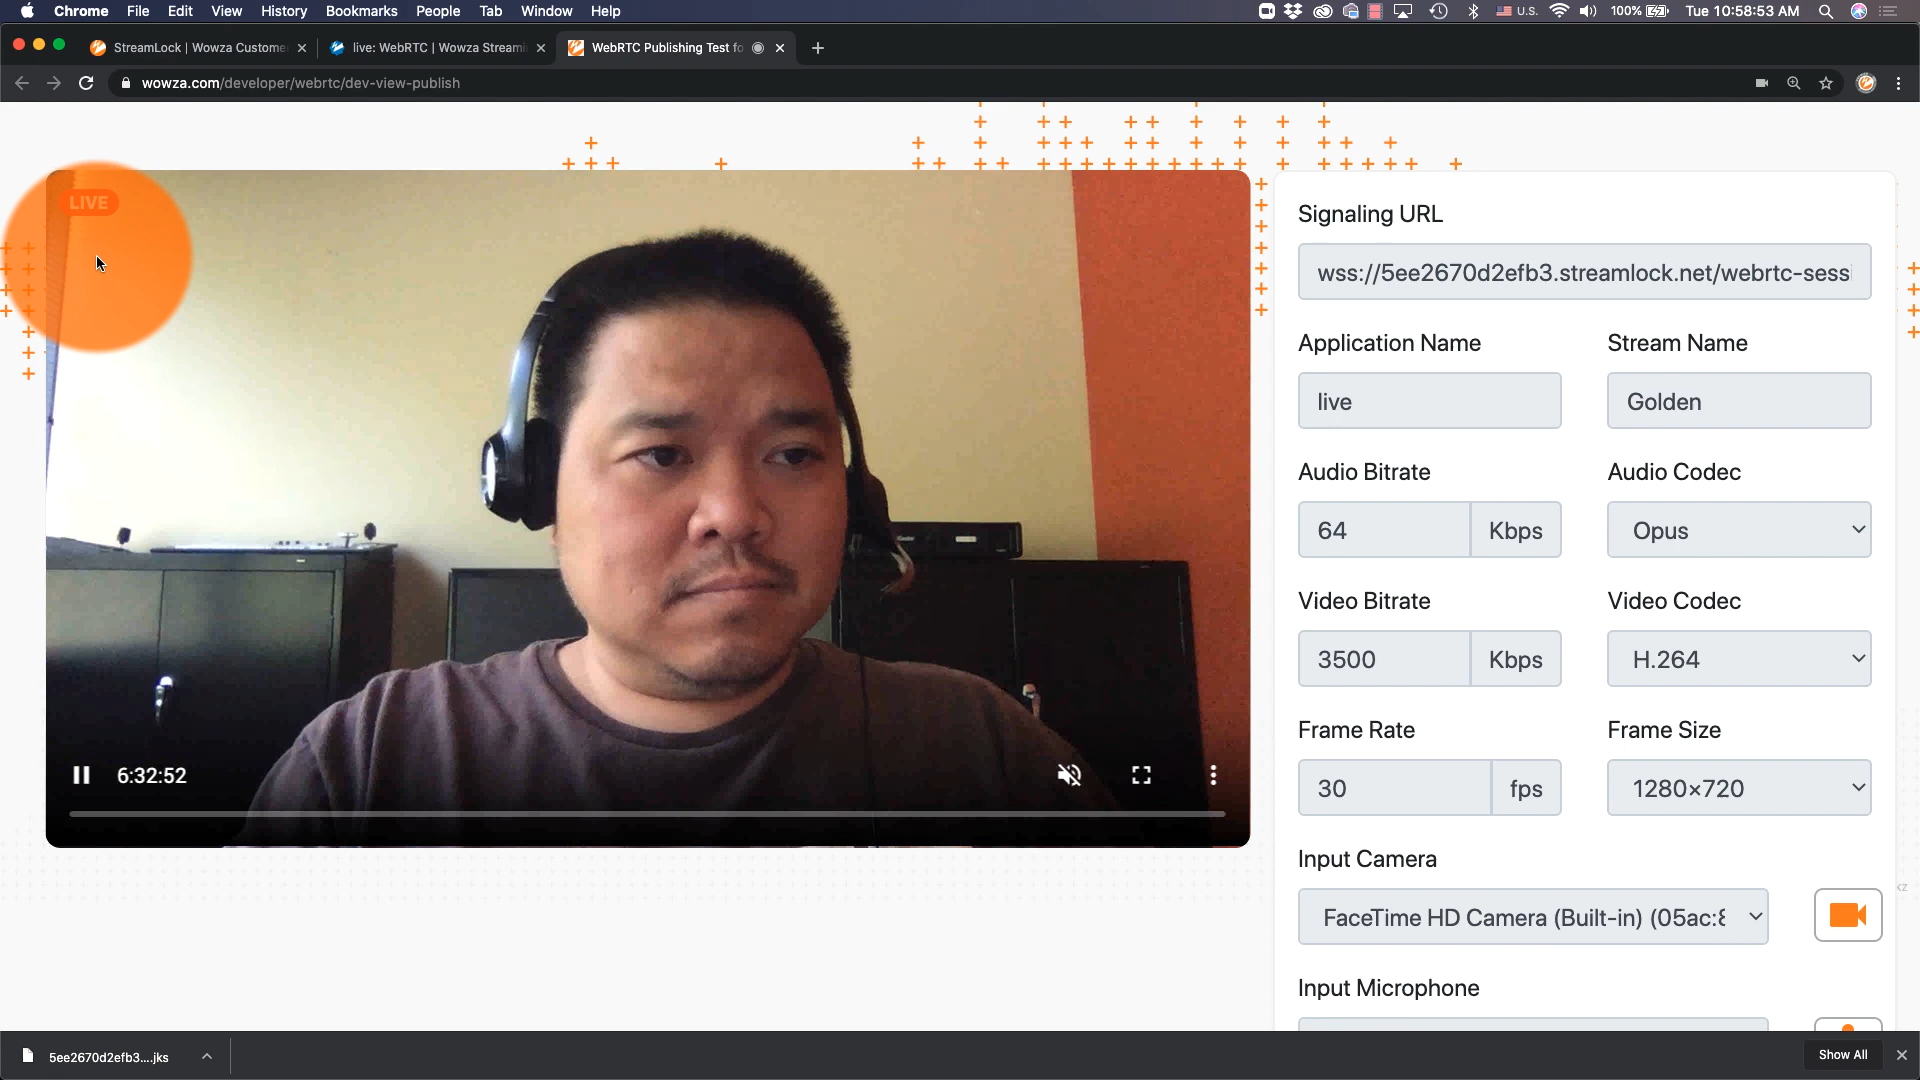 Chrome File Edit View History Bookmarks People Tab Window Help U.S. 100% Tue 10:58:53 AM
StreamLock | Wowza Custome live: WebRTC | Wowza Streami WebRTC Publishing Test fo
wowza.com/developer/webrtc/dev-view-publish
LIVE
Signaling URL
wss://5ee2670d2efb3.streamlock.net/webrtc-sess
Application Name Stream Name
live Golden
Audio Bitrate Audio Codec
64 Kbps Opus
Video Bitrate Video Codec
3500 Kbps H.264
Frame Rate Frame Size
30 fps 1280×720
6:32:52
Input Camera
FaceTime HD Camera (Built-in) (05ac:8
Input Microphone
5ee2670d2efb3....jks Show All